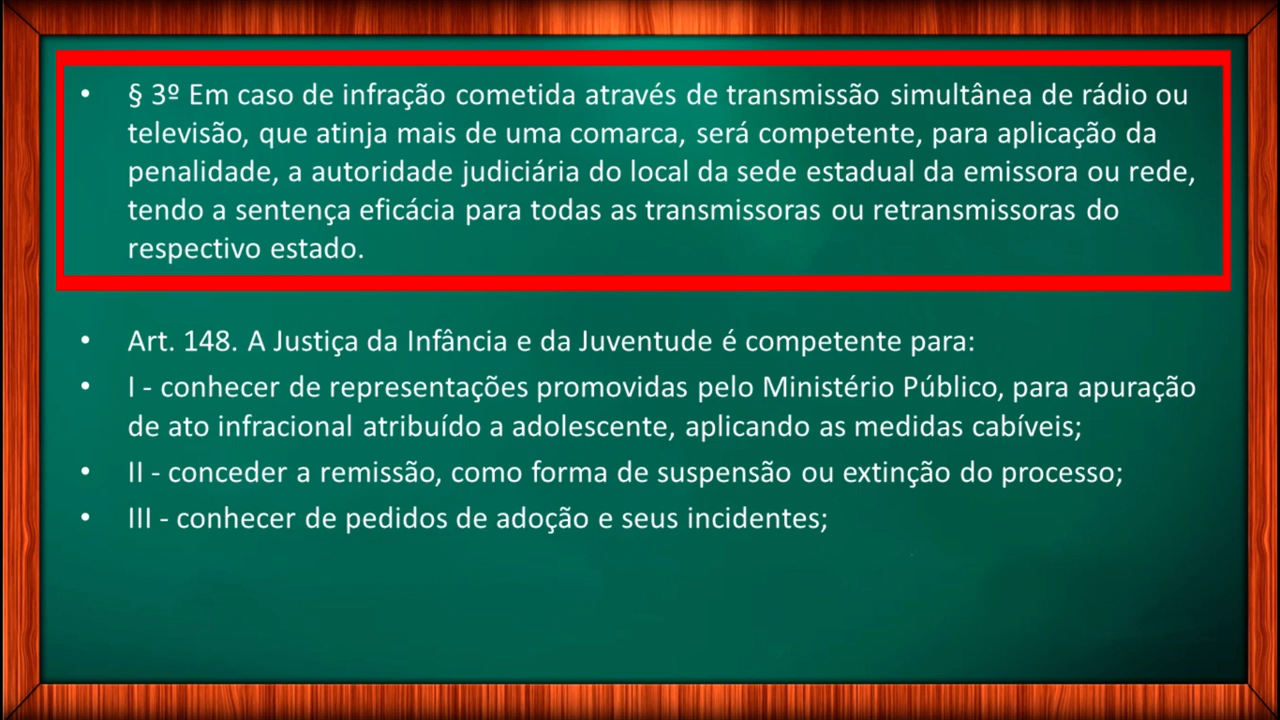 • § 3º Em caso de infração cometida através de transmissão simultânea de rádio ou
televisão, que atinja mais de uma comarca, será competente, para aplicação da
penalidade, a autoridade judiciária do local da sede estadual da emissora ou rede,
tendo a sentença eficácia para todas as transmissoras ou retransmissoras do
respectivo estado.
• Art. 148. A Justiça da Infância e da Juventude é competente para:
• I - conhecer de representações promovidas pelo Ministério Público, para apuração
de ato infracional atribuído a adolescente, aplicando as medidas cabíveis;
• II - conceder a remissão, como forma de suspensão ou extinção do processo;
• III - conhecer de pedidos de adoção e seus incidentes;